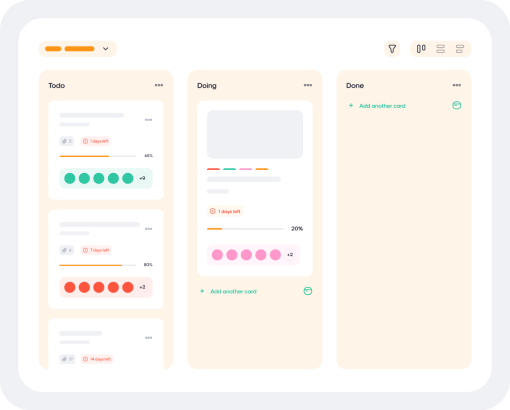 Todo
1 days left
65%
+9
7 days left
80%
+2
14 days left
Doing
1 days left
20%
+2
+ Add another card
Done
+ Add another card